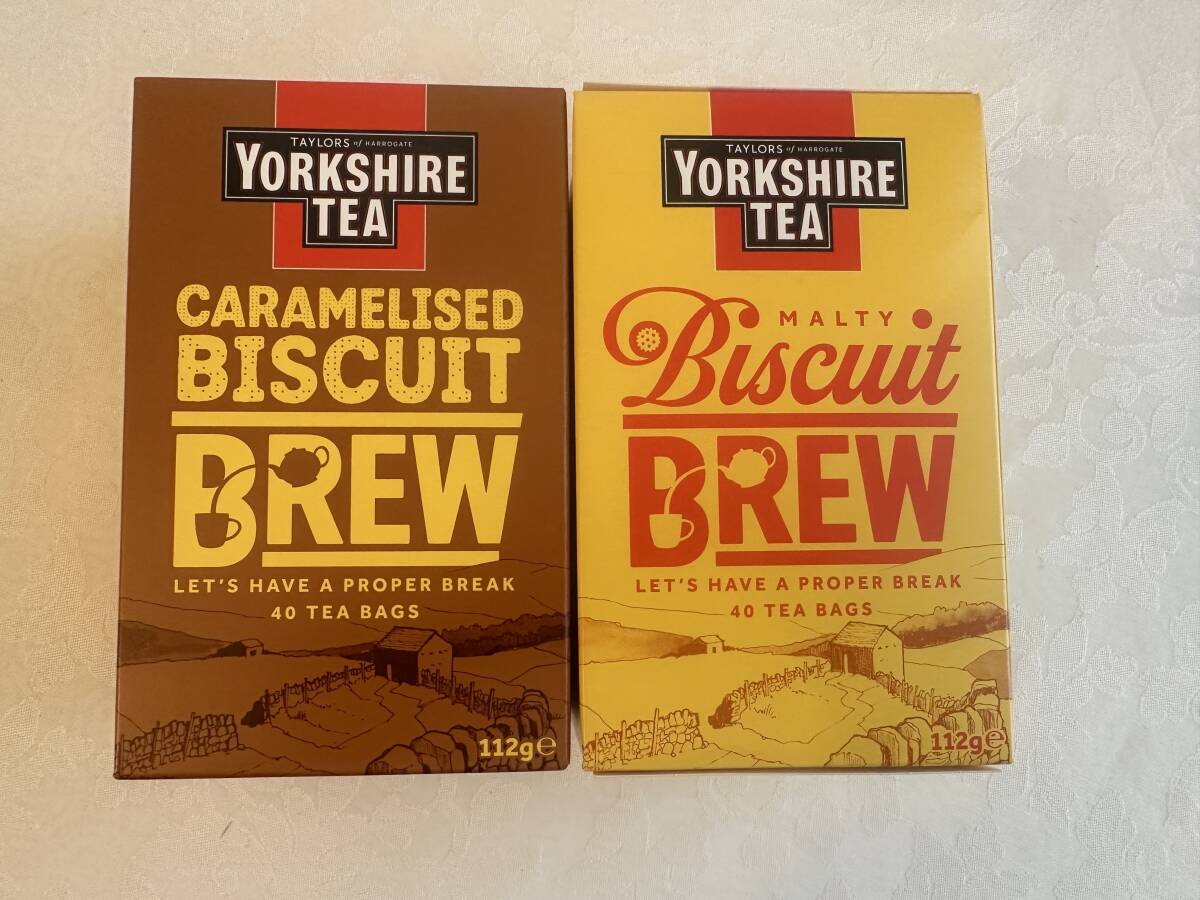 TAYLORS of HARROGATE
YORKSHIRE
TEA
CARAMELISED
BISCUIT
BREW
LET'S HAVE A PROPER BREAK
40 TEA BAGS
112g℮
TAYLORS of HARROGATE
YORKSHIRE
TEA
MALTY
Biscuit
BREW
LET'S HAVE A PROPER BREAK
40 TEA BAGS
112g℮